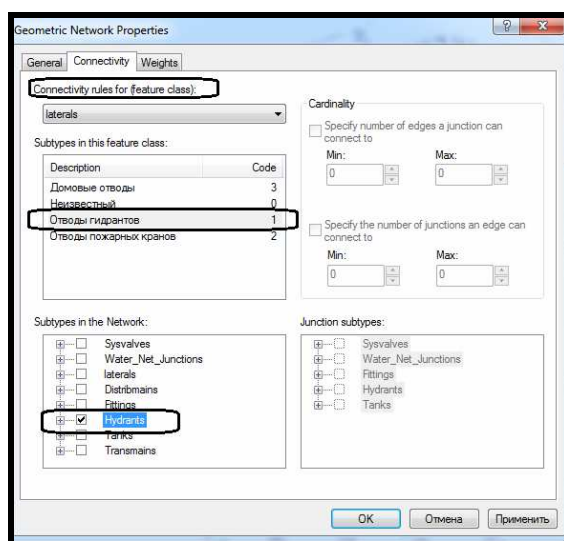 Geometric Network Properties
General Connectivity Weights
Connectivity rules for (feature class):
laterals
Subtypes in this feature class:
Description Code
Домовые отводы 3
Неизвестный 0
Отводы гидрантов 1
Отводы пожарных кранов 2
Cardinality
Specify number of edges a junction can
connect to
Min: Max:
0 0
Specify the number of junctions an edge can
connect to
Min: Max:
0 0
Subtypes in the Network:
Sysvalves
Water_Net_Junctions
laterals
Distribmains
Fittings
Hydrants
Tanks
Transmains
Junction subtypes:
Sysvalves
Water_Net_Junctions
Fittings
Hydrants
Tanks
OK Отмена Применить